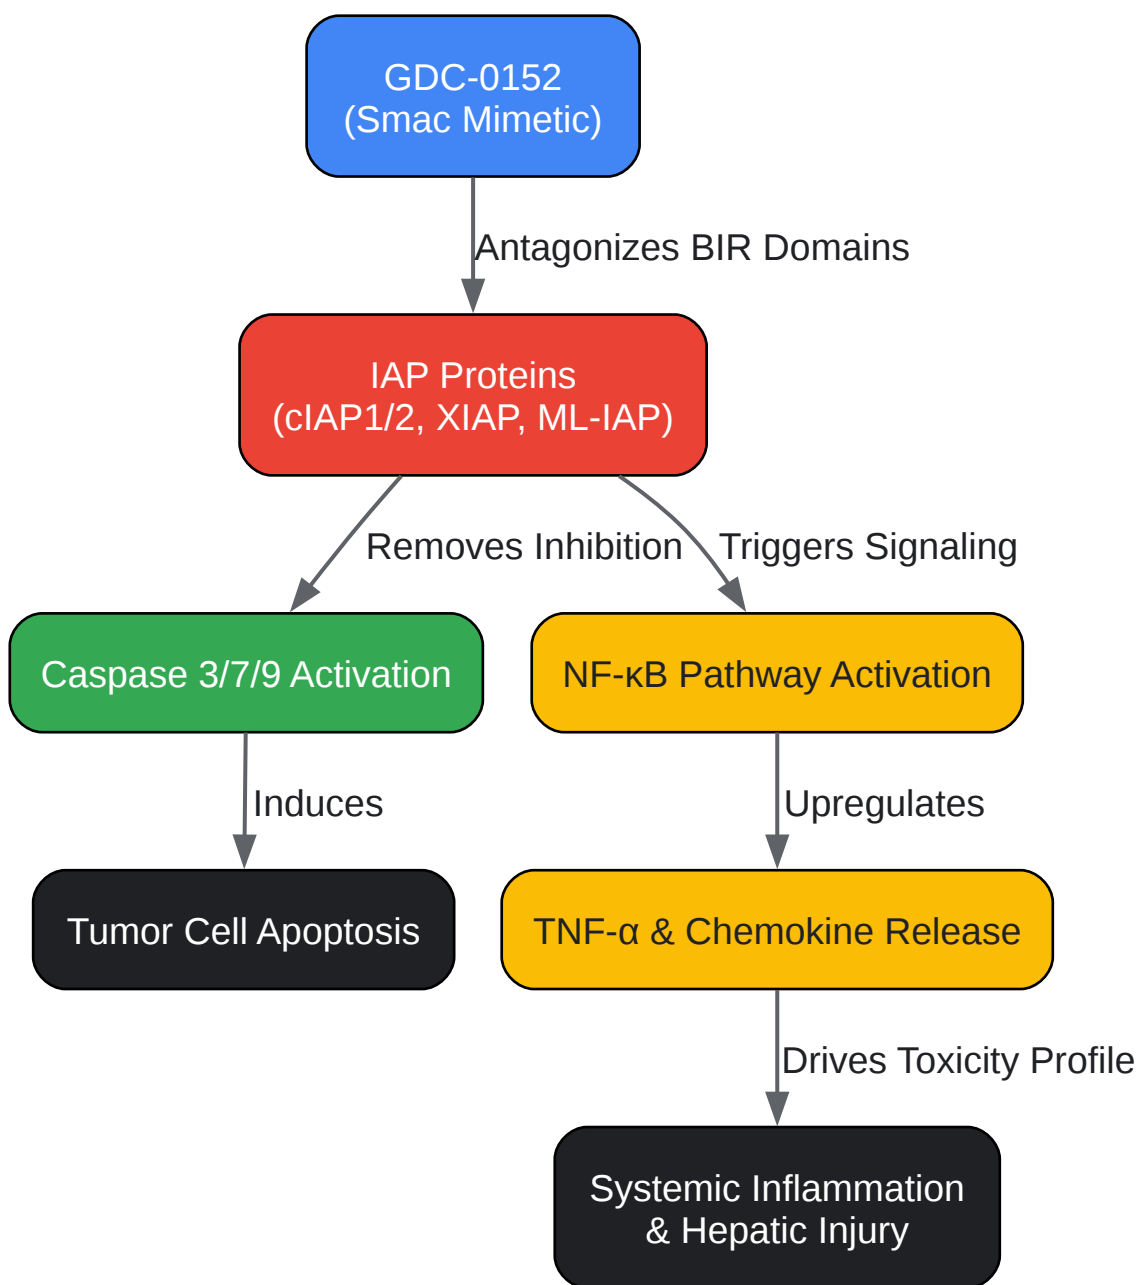 GDC-0152
(Smac Mimetic)
Antagonizes BIR Domains
IAP Proteins
(cIAP1/2, XIAP, ML-IAP)
Removes Inhibition
Triggers Signaling
Caspase 3/7/9 Activation
NF-κB Pathway Activation
Induces
Upregulates
Tumor Cell Apoptosis
TNF-α & Chemokine Release
Drives Toxicity Profile
Systemic Inflammation
& Hepatic Injury